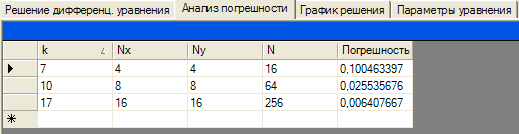 Решение дифференц. уравнения Анализ погрешности График решения Параметры уравнения
k Nx Ny N Погрешность
7 4 4 16 0,100463397
10 8 8 64 0,025535676
17 16 16 256 0,006407667